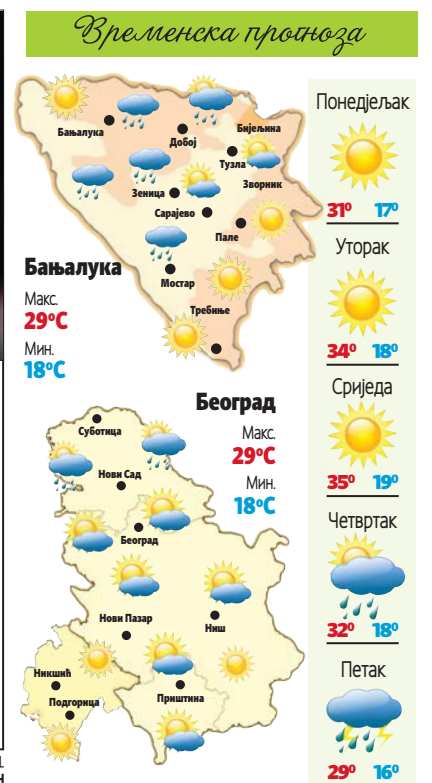 Временска прогноза
Бањалука
Добој
Бијељина
Тузла
Зворник
Зеница
Сарајево
Пале
Мостар
Требиње
Бањалука
Макс.
29°C
Мин.
18°C
Београд
Макс.
29°C
Мин.
18°C
Суботица
Нови Сад
Београд
Нови Пазар
Ниш
Никшић
Подгорица
Приштина
Понедјељак
31° 17°
Уторак
34° 18°
Сриједа
35° 19°
Четвртак
32° 18°
Петак
29° 16°